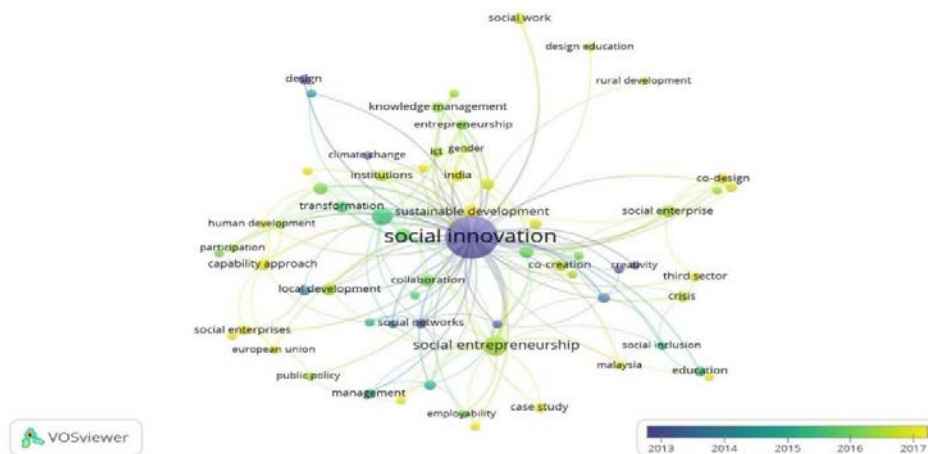 social work
design education
design
rural development
knowledge management
entrepreneurship
ict
gender
climate change
institutions
india
co-design
transformation
sustainable development
social enterprise
human development
social innovation
participation
capability approach
co-creation
creativity
collaboration
third sector
local development
crisis
social enterprises
social networks
european union
social entrepreneurship
social inclusion
public policy
malaysia
education
management
employability
case study
VOSviewer
2013
2014
2015
2016
2017